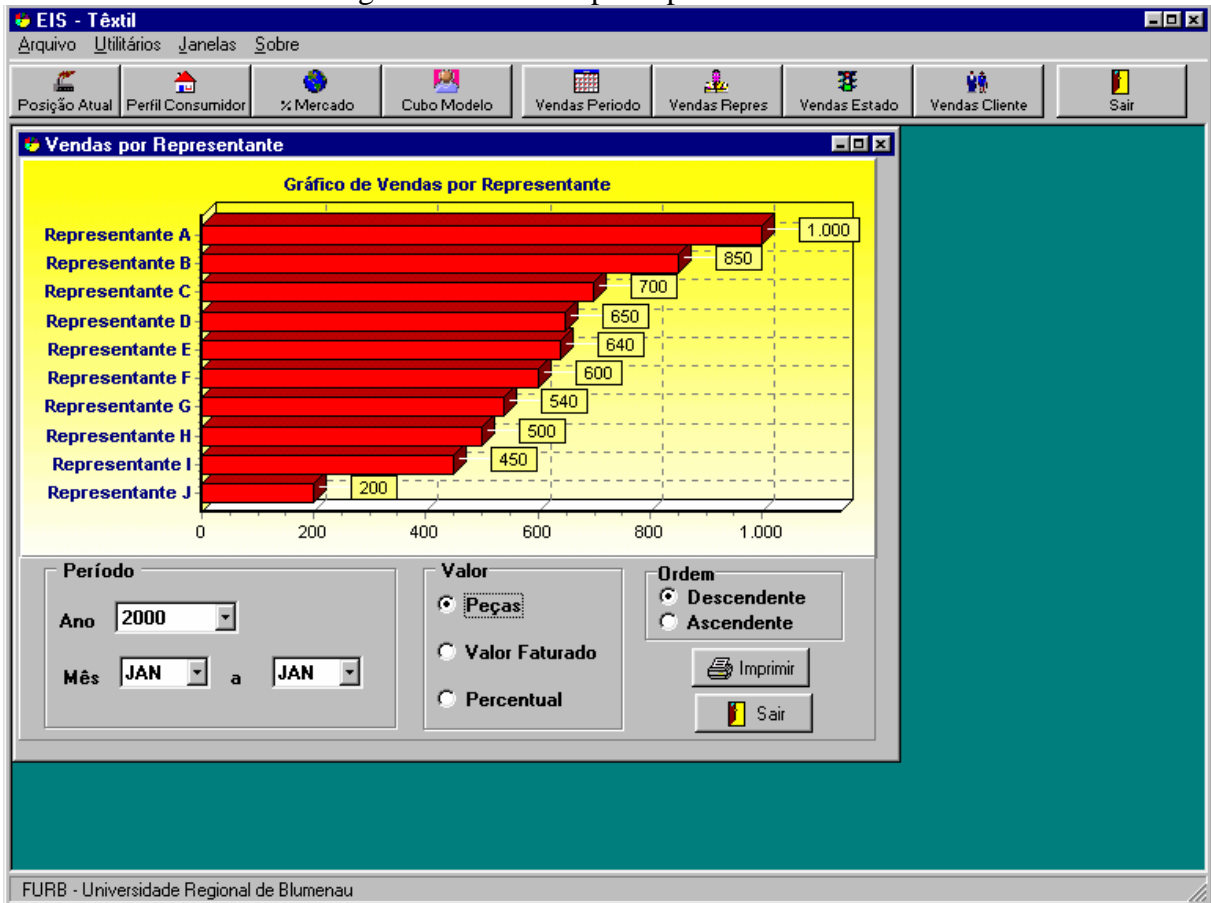 EIS - Têxtil
Arquivo Utilitários Janelas Sobre
Posição Atual Perfil Consumidor % Mercado Cubo Modelo Vendas Periodo Vendas Repres Vendas Estado Vendas Cliente Sair
Vendas por Representante
Gráfico de Vendas por Representante
Representante A 1.000
Representante B 850
Representante C 700
Representante D 650
Representante E 640
Representante F 600
Representante G 540
Representante H 500
Representante I 450
Representante J 200
0 200 400 600 800 1.000
Período Valor Ordem
Ano 2000 Peças Descendente
Ascendente
Mês JAN a JAN Valor Faturado Imprimir
Percentual Sair
FURB - Universidade Regional de Blumenau